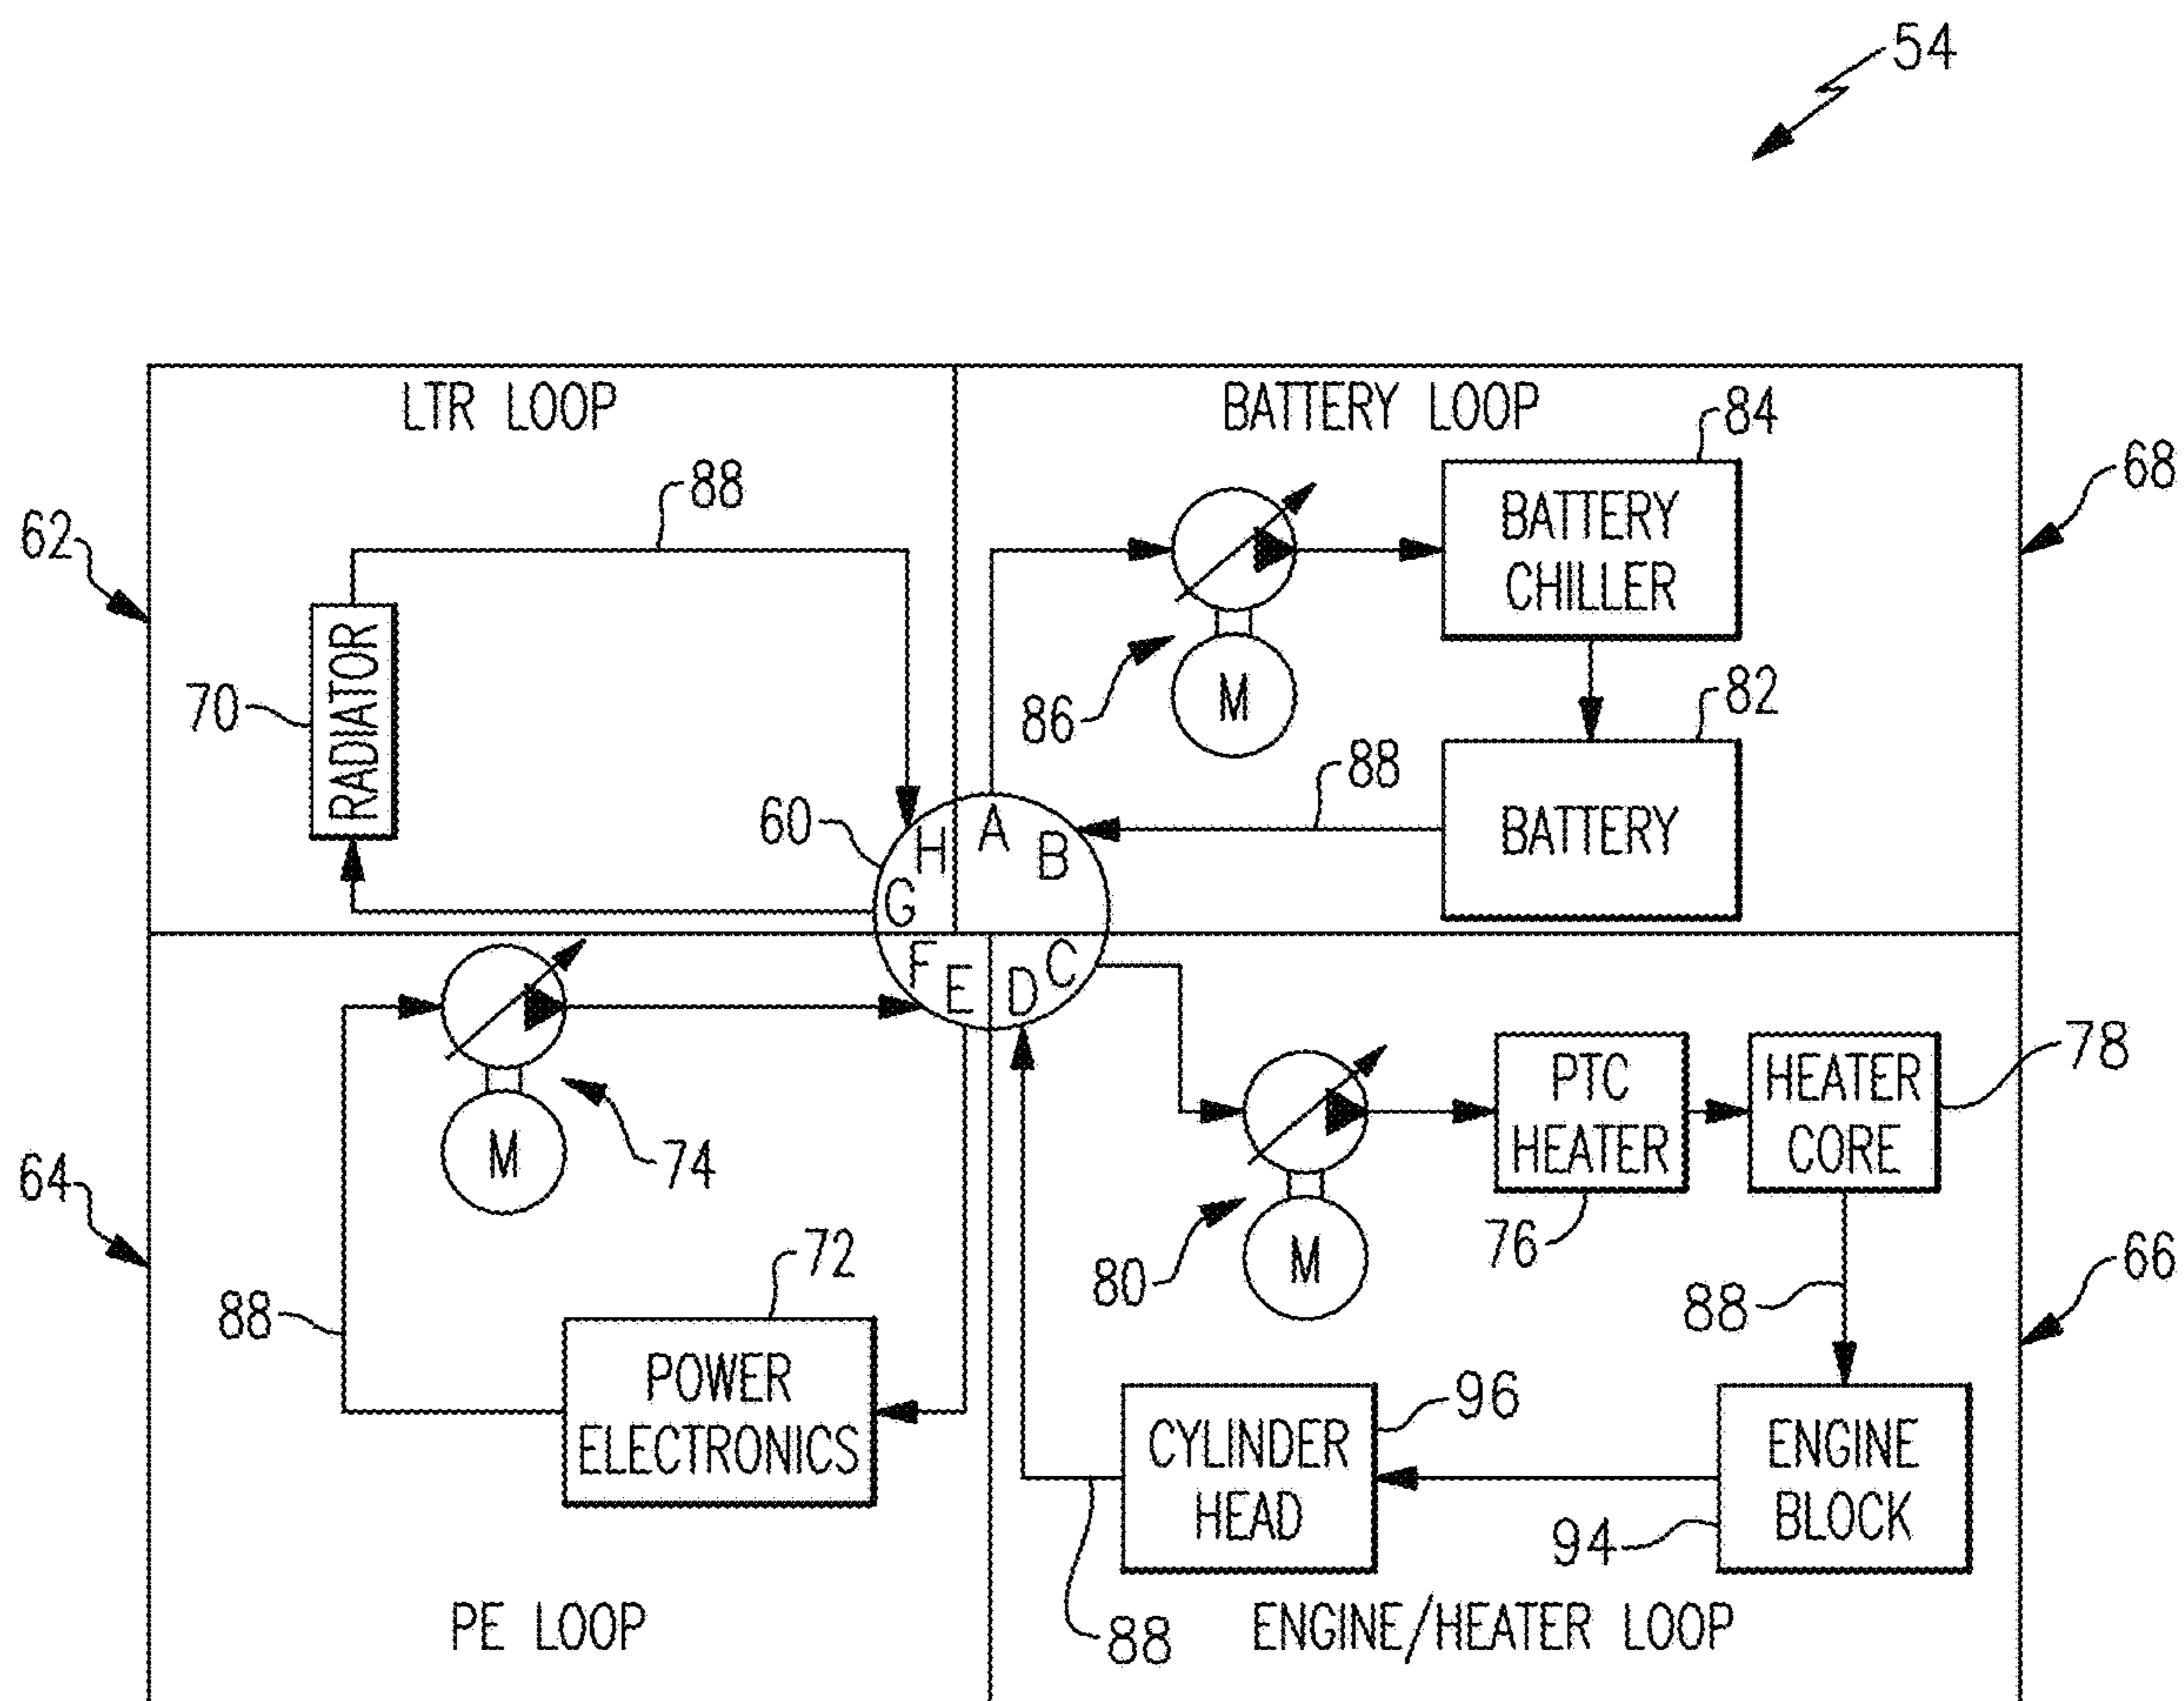 54
LTR LOOP
BATTERY LOOP
84
88
68
62
BATTERY
CHILLER
RADIATOR
70
86
M
82
88
60
H
A
B
G
BATTERY
F
E
D
C
78
PTC
HEATER
HEATER
CORE
M
74
64
76
72
80
M
66
88
88
POWER
ELECTRONICS
96
CYLINDER
HEAD
ENGINE
BLOCK
94
PE LOOP
88
ENGINE/HEATER LOOP